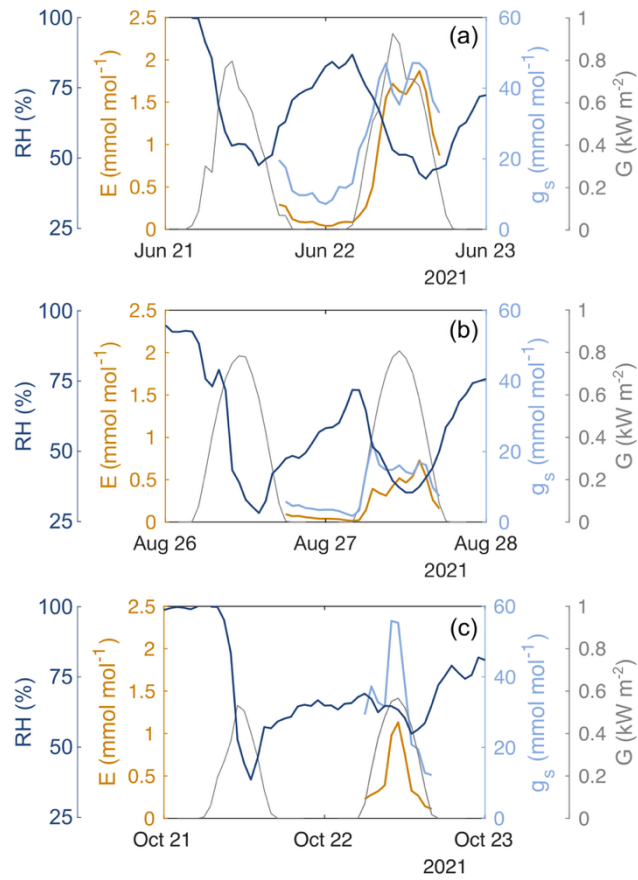 (a)
100
75
50
25
RH (%)
2.5
2
1.5
1
0.5
0
E (mmol mol⁻¹)
60
40
20
0
gₛ (mmol mol⁻¹)
1
0.8
0.6
0.4
0.2
0
G (kW m⁻²)
Jun 21
Jun 22
Jun 23
2021
(b)
100
75
50
25
RH (%)
2.5
2
1.5
1
0.5
0
E (mmol mol⁻¹)
60
40
20
0
gₛ (mmol mol⁻¹)
1
0.8
0.6
0.4
0.2
0
G (kW m⁻²)
Aug 26
Aug 27
Aug 28
2021
(c)
100
75
50
25
RH (%)
2.5
2
1.5
1
0.5
0
E (mmol mol⁻¹)
60
40
20
0
gₛ (mmol mol⁻¹)
1
0.8
0.6
0.4
0.2
0
G (kW m⁻²)
Oct 21
Oct 22
Oct 23
2021